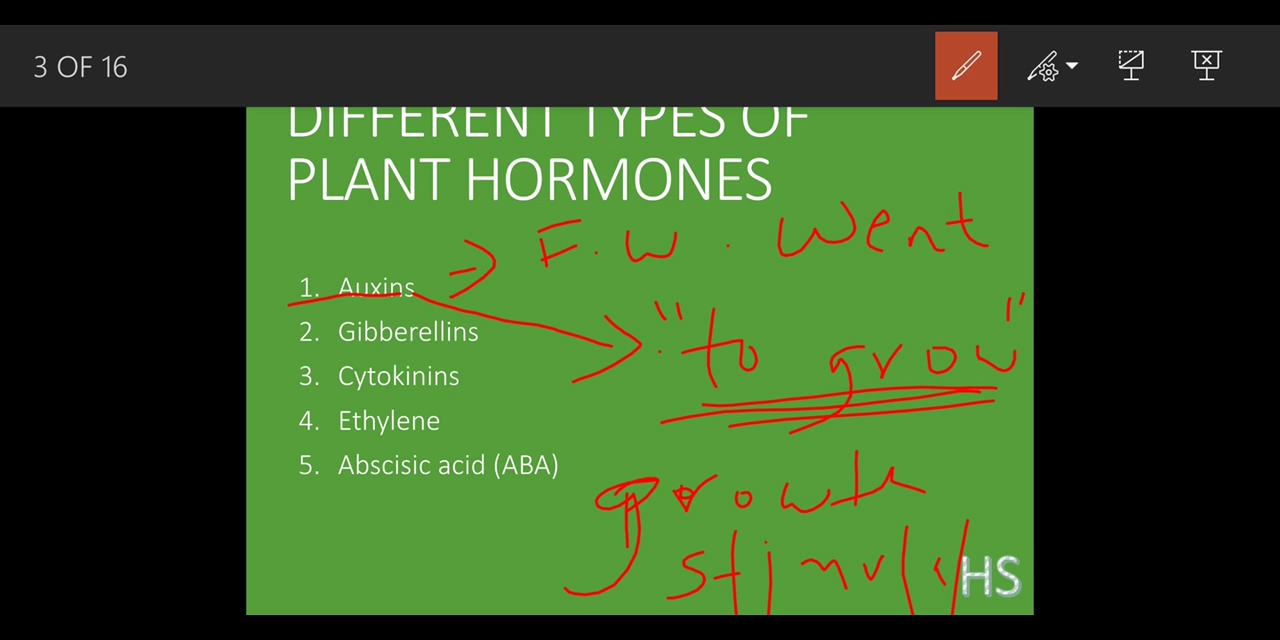 3 OF 16
DIFFERENT TYPES OF
PLANT HORMONES
⇒ F.W. Went
1. Auxins
"to grow"
2. Gibberellins
3. Cytokinins
4. Ethylene
5. Abscisic acid (ABA)
growth
HS